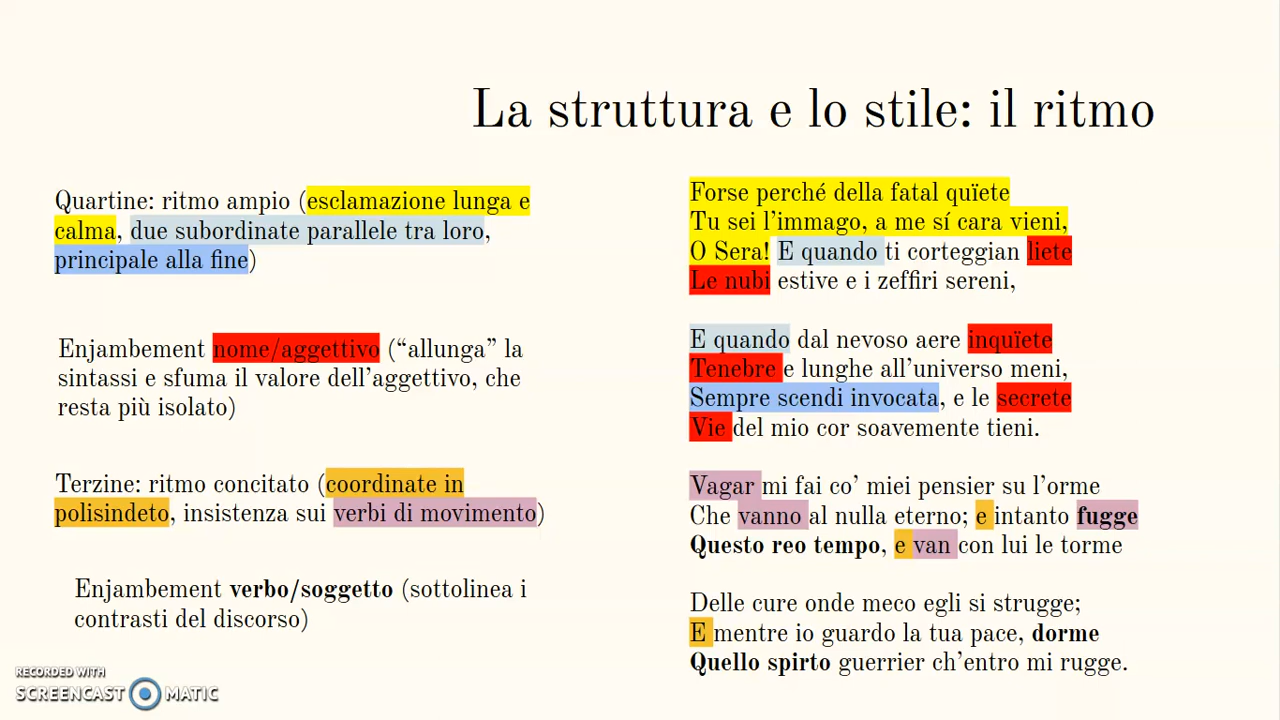 La struttura e lo stile: il ritmo
Quartine: ritmo ampio (esclamazione lunga e
calma, due subordinate parallele tra loro,
principale alla fine)
Enjambement nome/aggettivo (“allunga” la
sintassi e sfuma il valore dell’aggettivo, che
resta più isolato)
Terzine: ritmo concitato (coordinate in
polisindeto, insistenza sui verbi di movimento)
Enjambement verbo/soggetto (sottolinea i
contrasti del discorso)
Forse perché della fatal quïete
Tu sei l’immago, a me sí cara vieni,
O Sera! E quando ti corteggian liete
Le nubi estive e i zeffiri sereni,
E quando dal nevoso aere inquïete
Tenebre e lunghe all’universo meni,
Sempre scendi invocata, e le secrete
Vie del mio cor soavemente tieni.
Vagar mi fai co’ miei pensier su l’orme
Che vanno al nulla eterno; e intanto fugge
Questo reo tempo, e van con lui le torme
Delle cure onde meco egli si strugge;
E mentre io guardo la tua pace, dorme
Quello spirto guerrier ch’entro mi rugge.
RECORDED WITH
SCREENCAST MATIC